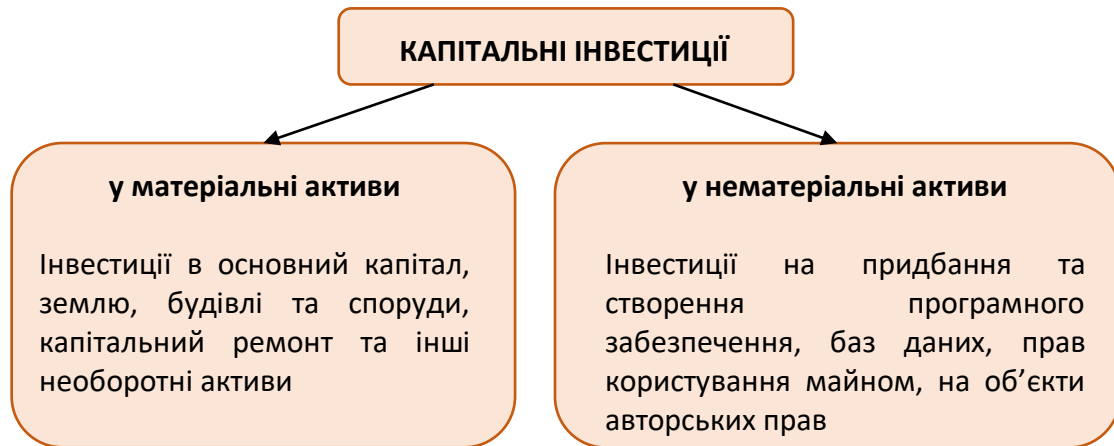 КАПІТАЛЬНІ ІНВЕСТИЦІЇ
у матеріальні активи
Інвестиції в основний капітал,
землю, будівлі та споруди,
капітальний ремонт та інші
необоротні активи
у нематеріальні активи
Інвестиції на придбання та
створення програмного
забезпечення, баз даних, прав
користування майном, на об’єкти
авторських прав